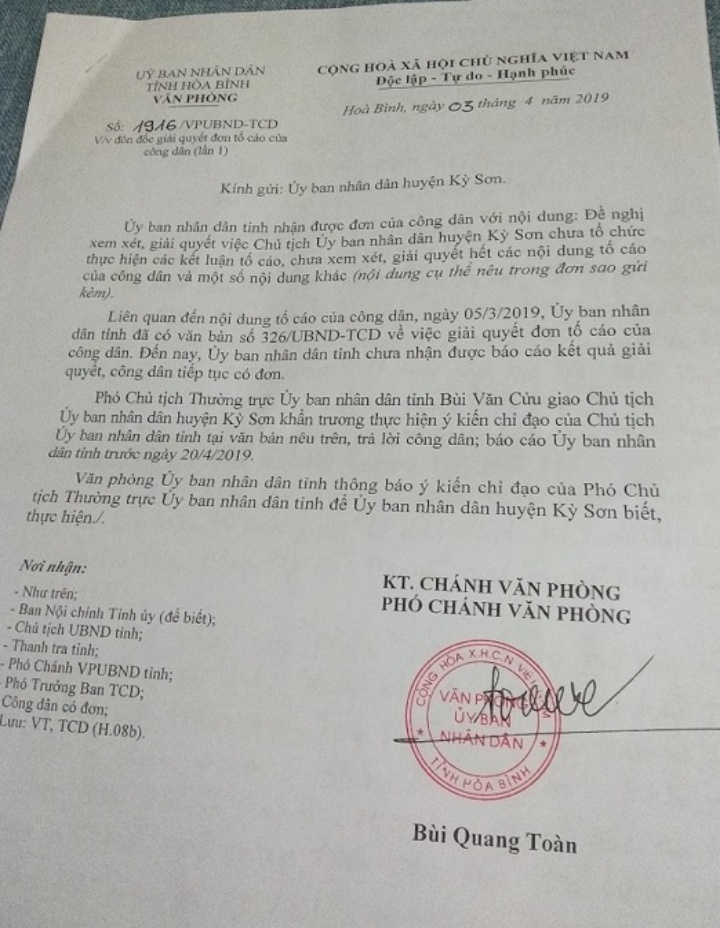 UỶ BAN NHÂN DÂN
TỈNH HÒA BÌNH
VĂN PHÒNG
Số: 1916/VPUBND-TCD
V/v đôn đốc giải quyết đơn tố cáo của
công dân (lần 1)
CỘNG HOÀ XÃ HỘI CHỦ NGHĨA VIỆT NAM
Độc lập - Tự do - Hạnh phúc
Hoà Bình, ngày 03 tháng 4 năm 2019
Kính gửi: Ủy ban nhân dân huyện Kỳ Sơn.
Ủy ban nhân dân tỉnh nhận được đơn của công dân với nội dung: Đề nghị
xem xét, giải quyết việc Chủ tịch Ủy ban nhân dân huyện Kỳ Sơn chưa tổ chức
thực hiện các kết luận tố cáo, chưa xem xét, giải quyết hết các nội dung tố cáo
của công dân và một số nội dung khác (nội dung cụ thể nêu trong đơn sao gửi
kèm).
Liên quan đến nội dung tố cáo của công dân, ngày 05/3/2019, Ủy ban nhân
dân tỉnh đã có văn bản số 326/UBND-TCD về việc giải quyết đơn tố cáo của
công dân. Đến nay, Ủy ban nhân dân tỉnh chưa nhận được báo cáo kết quả giải
quyết, công dân tiếp tục có đơn.
Phó Chủ tịch Thường trực Ủy ban nhân dân tỉnh Bùi Văn Cửu giao Chủ tịch
Ủy ban nhân dân huyện Kỳ Sơn khẩn trương thực hiện ý kiến chỉ đạo của Chủ tịch
Ủy ban nhân dân tỉnh tại văn bản nêu trên, trả lời công dân; báo cáo Ủy ban nhân
dân tỉnh trước ngày 20/4/2019.
Văn phòng Ủy ban nhân dân tỉnh thông báo ý kiến chỉ đạo của Phó Chủ
tịch Thường trực Ủy ban nhân dân tỉnh để Ủy ban nhân dân huyện Kỳ Sơn biết,
thực hiện./.
Nơi nhận:
- Như trên;
- Ban Nội chính Tỉnh ủy (để biết);
- Chủ tịch UBND tỉnh;
- Thanh tra tỉnh;
- Phó Chánh VPUBND tỉnh;
Phó Trưởng Ban TCD;
Công dân có đơn;
Lưu: VT, TCD (H.08b).
KT. CHÁNH VĂN PHÒNG
PHÓ CHÁNH VĂN PHÒNG
CỘNG HÒA X.H.C.N VIỆT NAM
VĂN PHÒNG
ỦY BAN
NHÂN DÂN
TỈNH HÒA BÌNH
Bùi Quang Toàn